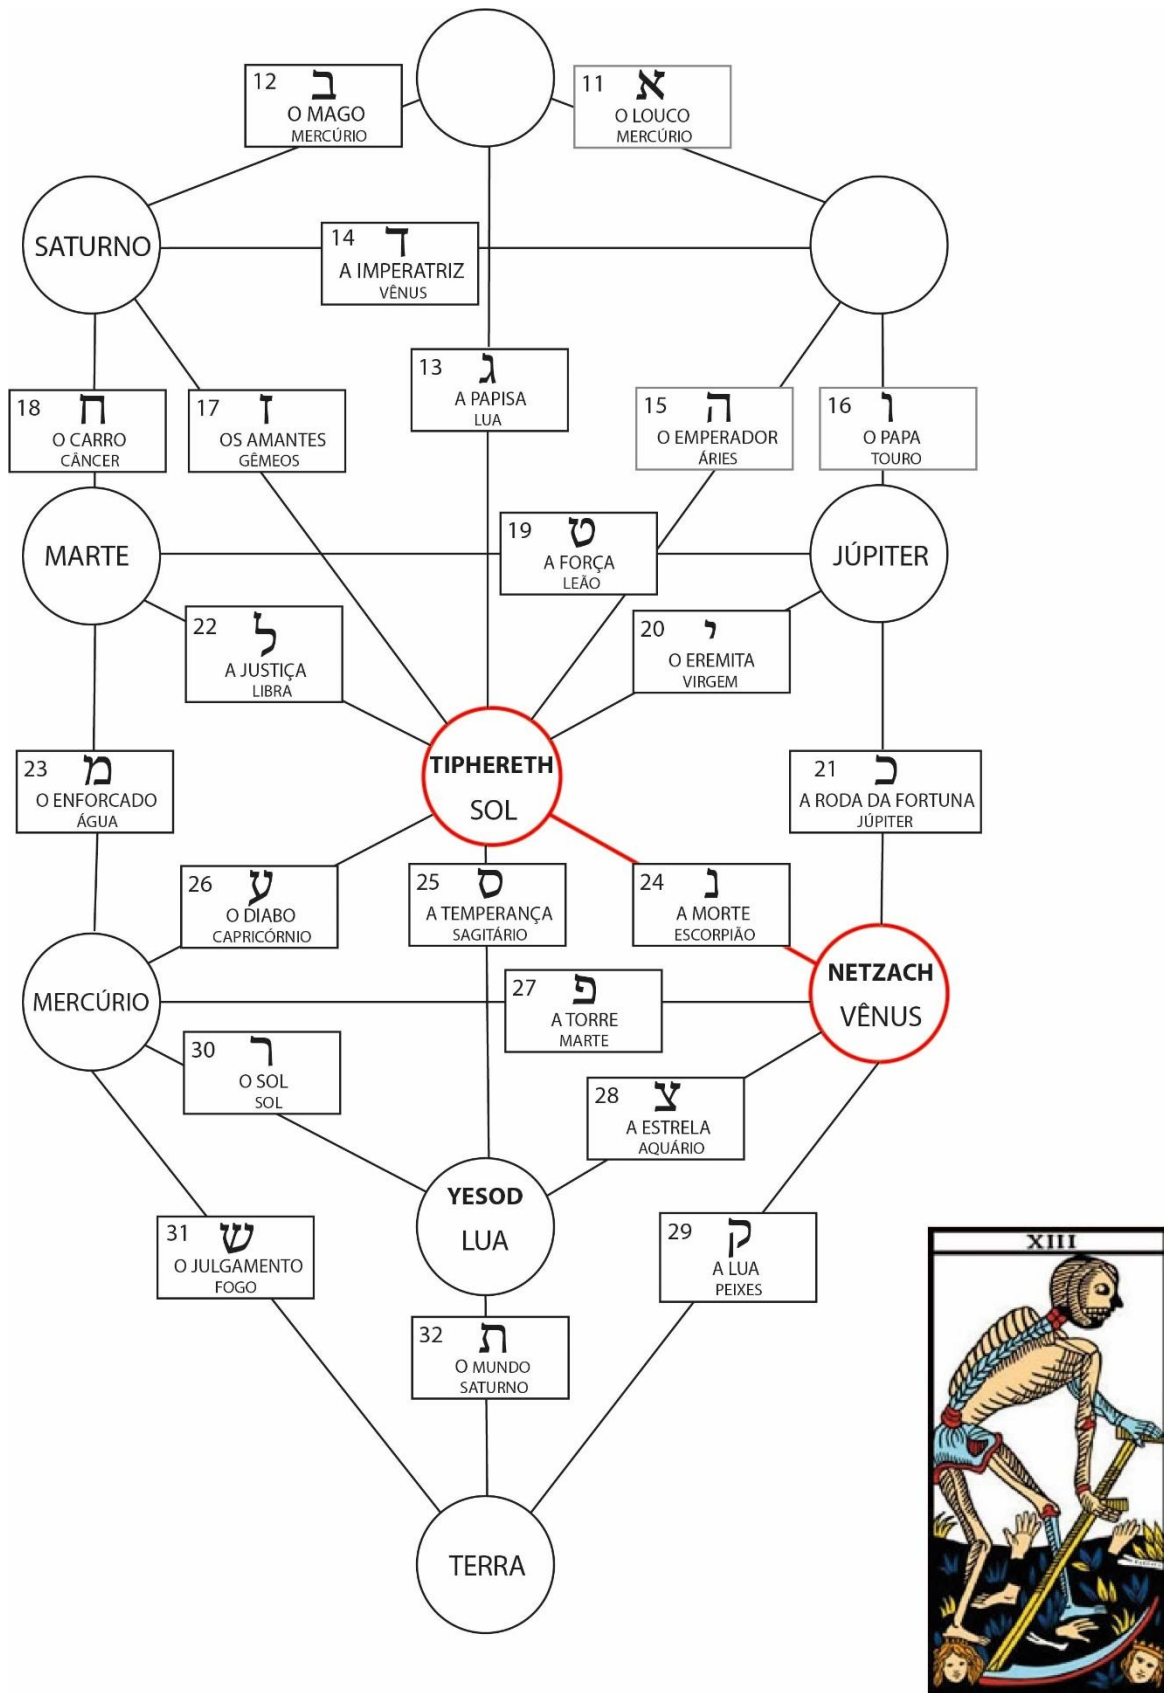 12 ב
O MAGO
MERCÚRIO
11 א
O LOUCO
MERCÚRIO
SATURNO
14 ד
A IMPERATRIZ
VÊNUS
13 ג
A PAPISA
LUA
18 ח
O CARRO
CÂNCER
17 ז
OS AMANTES
GÊMEOS
15 ה
O EMPERADOR
ÁRIES
16 ו
O PAPA
TOURO
MARTE
19 ט
A FORÇA
LEÃO
JÚPITER
22 ל
A JUSTIÇA
LIBRA
20 י
O EREMITA
VIRGEM
TIPHERETH
SOL
23 מ
O ENFORCADO
ÁGUA
21 כ
A RODA DA FORTUNA
JÚPITER
26 ע
O DIABO
CAPRICÓRNIO
25 ס
A TEMPERANÇA
SAGITÁRIO
24 נ
A MORTE
ESCORPIÃO
MERCÚRIO
27 פ
A TORRE
MARTE
NETZACH
VÊNUS
30 ר
O SOL
SOL
28 צ
A ESTRELA
AQUÁRIO
YESOD
LUA
31 ש
O JULGAMENTO
FOGO
29 ק
A LUA
PEIXES
32 ת
O MUNDO
SATURNO
TERRA
XIII